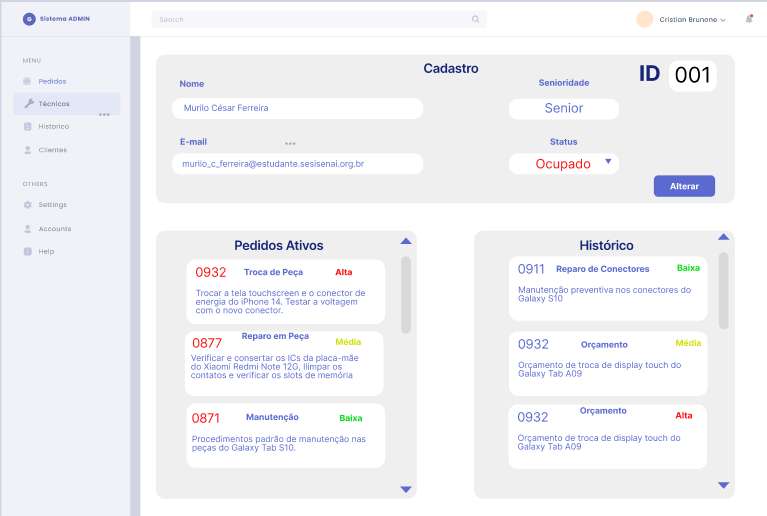 G Sistema ADMIN
Search
Cristian Brunone
MENU
Pedidos
Técnicos
Historico
Clientes
OTHERS
Settings
Accounts
Help
Cadastro
ID 001
Nome
Murilo César Ferreira
Senioridade
Senior
E-mail
murilo_c_ferreira@estudante.sesisenai.org.br
Status
Ocupado
Alterar
Pedidos Ativos
0932 Troca de Peça Alta
Trocar a tela touchscreen e o conector de
energia do iPhone 14. Testar a voltagem
com o novo conector.
0877 Reparo em Peça Média
Verificar e consertar os ICs da placa-mãe
do Xiaomi Redmi Note 12G, llimpar os
contatos e verificar os slots de memória
0871 Manutenção Baixa
Procedimentos padrão de manutenção nas
peças do Galaxy Tab S10.
Histórico
0911 Reparo de Conectores Baixa
Manutenção preventiva nos conectores do
Galaxy S10
0932 Orçamento Média
Orçamento de troca de display touch do
Galaxy Tab A09
0932 Orçamento Alta
Orçamento de troca de display touch do
Galaxy Tab A09